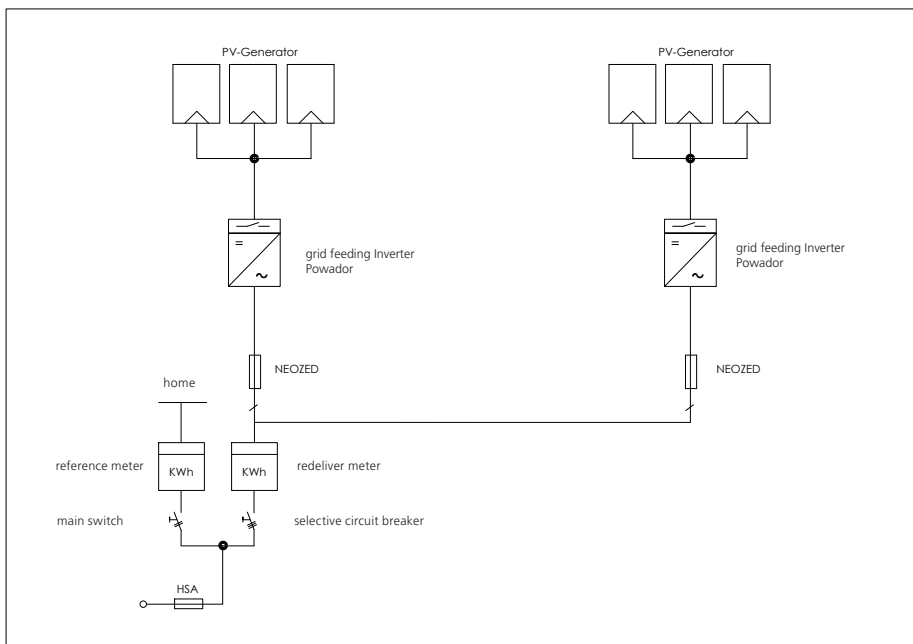 PV-Generator
PV-Generator
grid feeding Inverter
Powador
grid feeding Inverter
Powador
NEOZED
NEOZED
home
reference meter
KWh
KWh
redeliver meter
main switch
selective circuit breaker
HSA